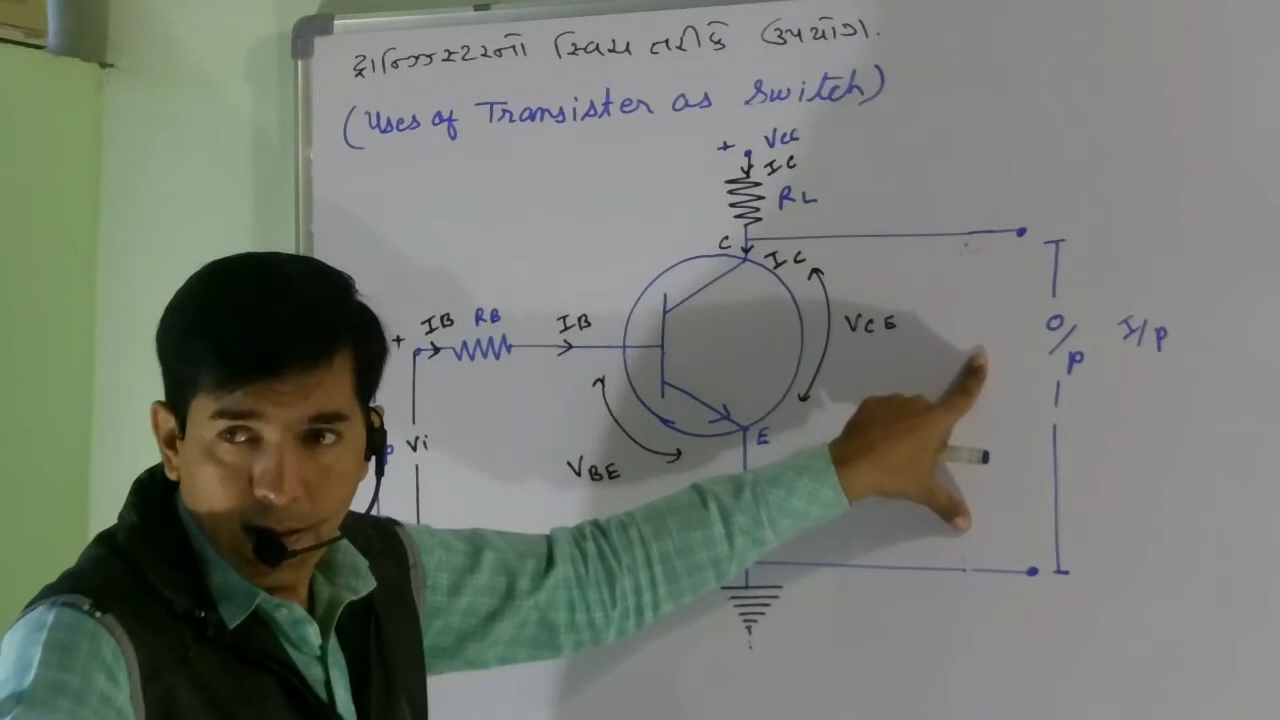 ટ્રાન્ઝિસ્ટરનો સ્વિચ તરીકે ઉપયોગ.
(Uses of Transister as Switch)
+ Vcc
IC
RL
C
IC
IB RB IB
+
VCE
O/p
I/p
Vi
VBE
E